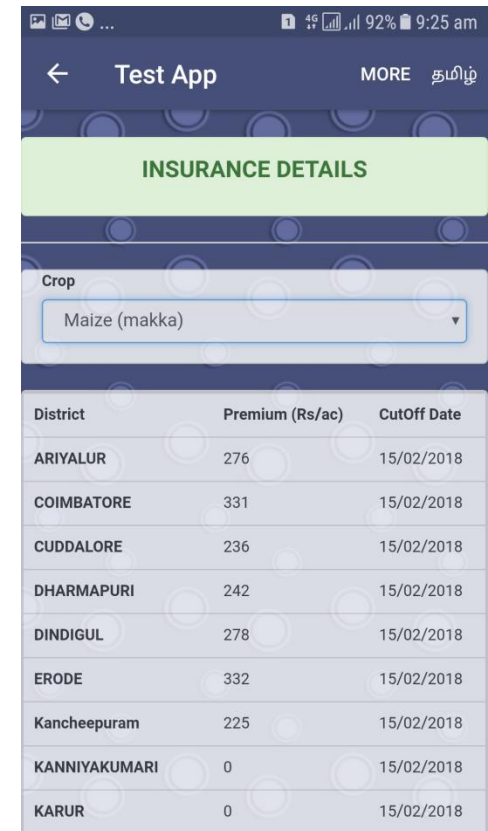 ... 1 4G 92% 9:25 am
← Test App MORE தமிழ்
INSURANCE DETAILS
Crop
Maize (makka)
District Premium (Rs/ac) CutOff Date
ARIYALUR 276 15/02/2018
COIMBATORE 331 15/02/2018
CUDDALORE 236 15/02/2018
DHARMAPURI 242 15/02/2018
DINDIGUL 278 15/02/2018
ERODE 332 15/02/2018
Kancheepuram 225 15/02/2018
KANNIYAKUMARI 0 15/02/2018
KARUR 0 15/02/2018